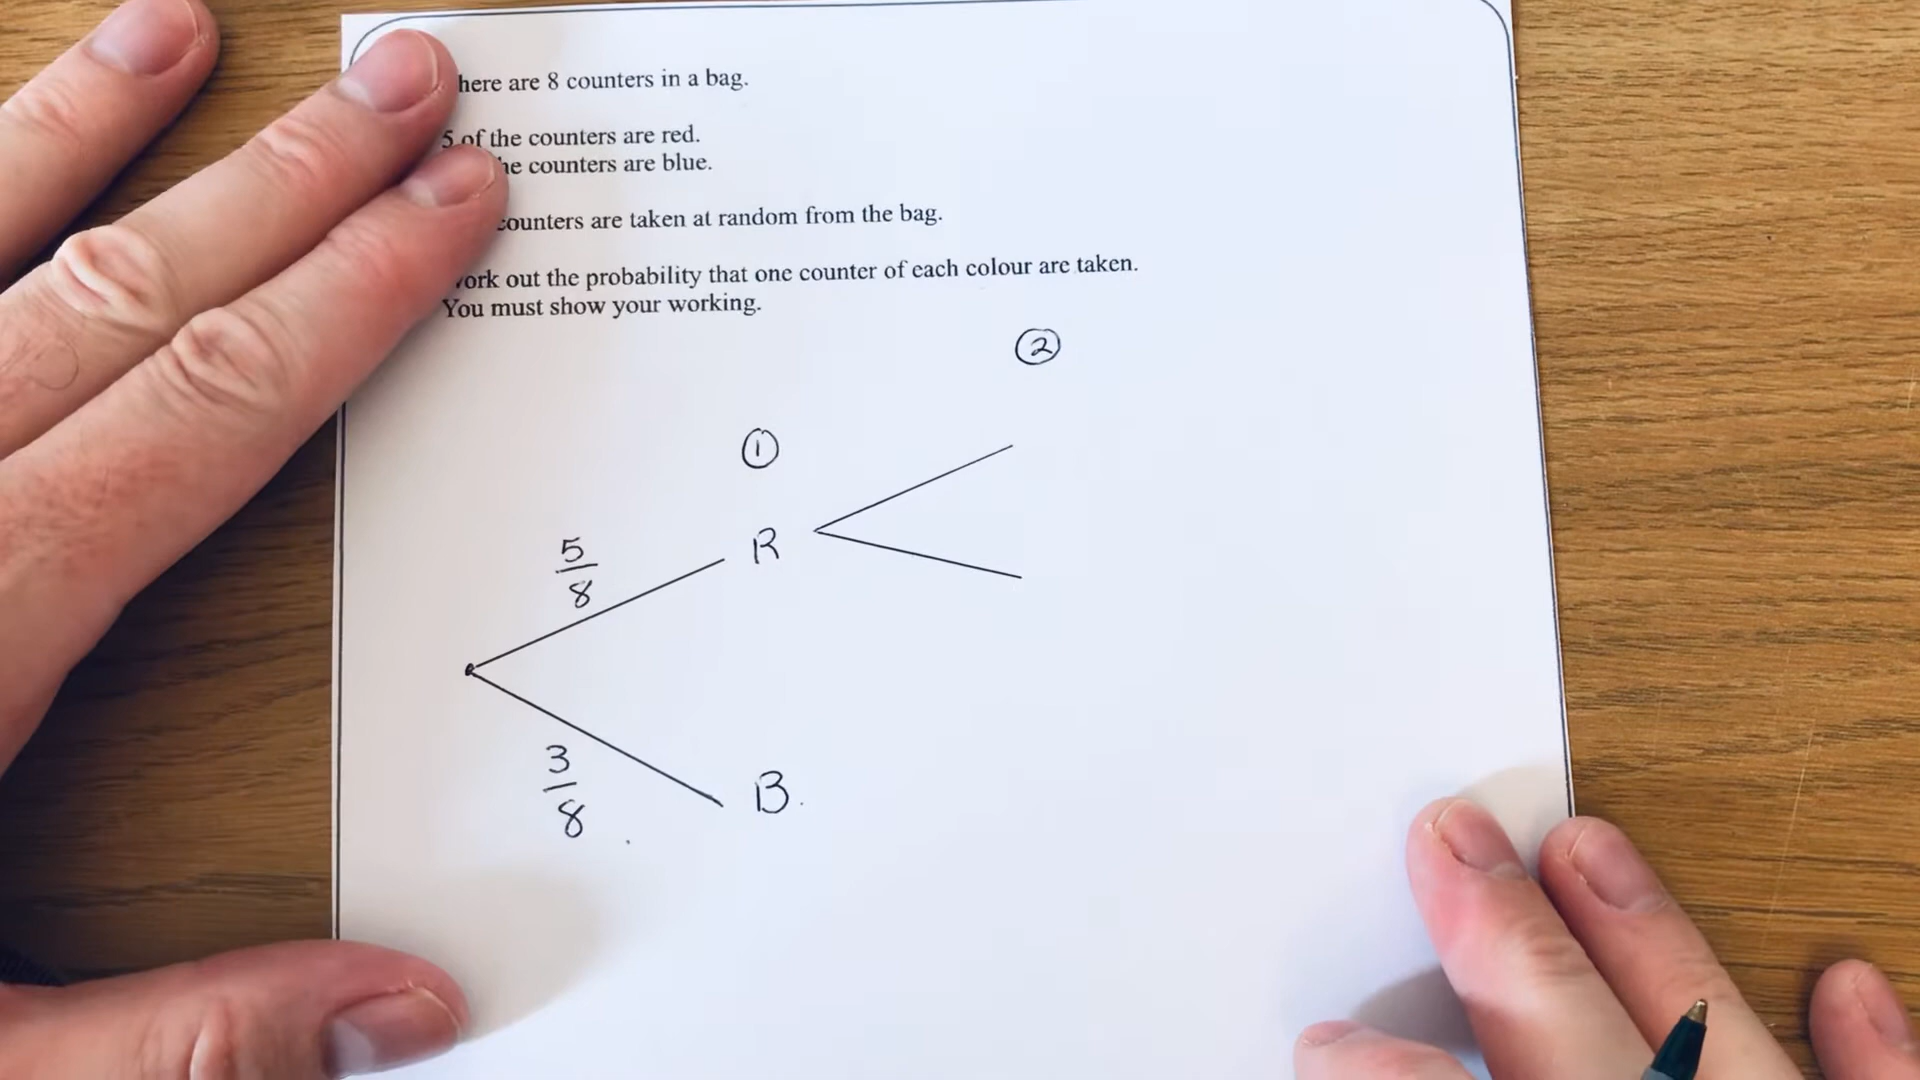 here are 8 counters in a bag.
5 of the counters are red.
he counters are blue.
counters are taken at random from the bag.
ork out the probability that one counter of each colour are taken.
You must show your working.
②
①
5/8
R
3/8
B.